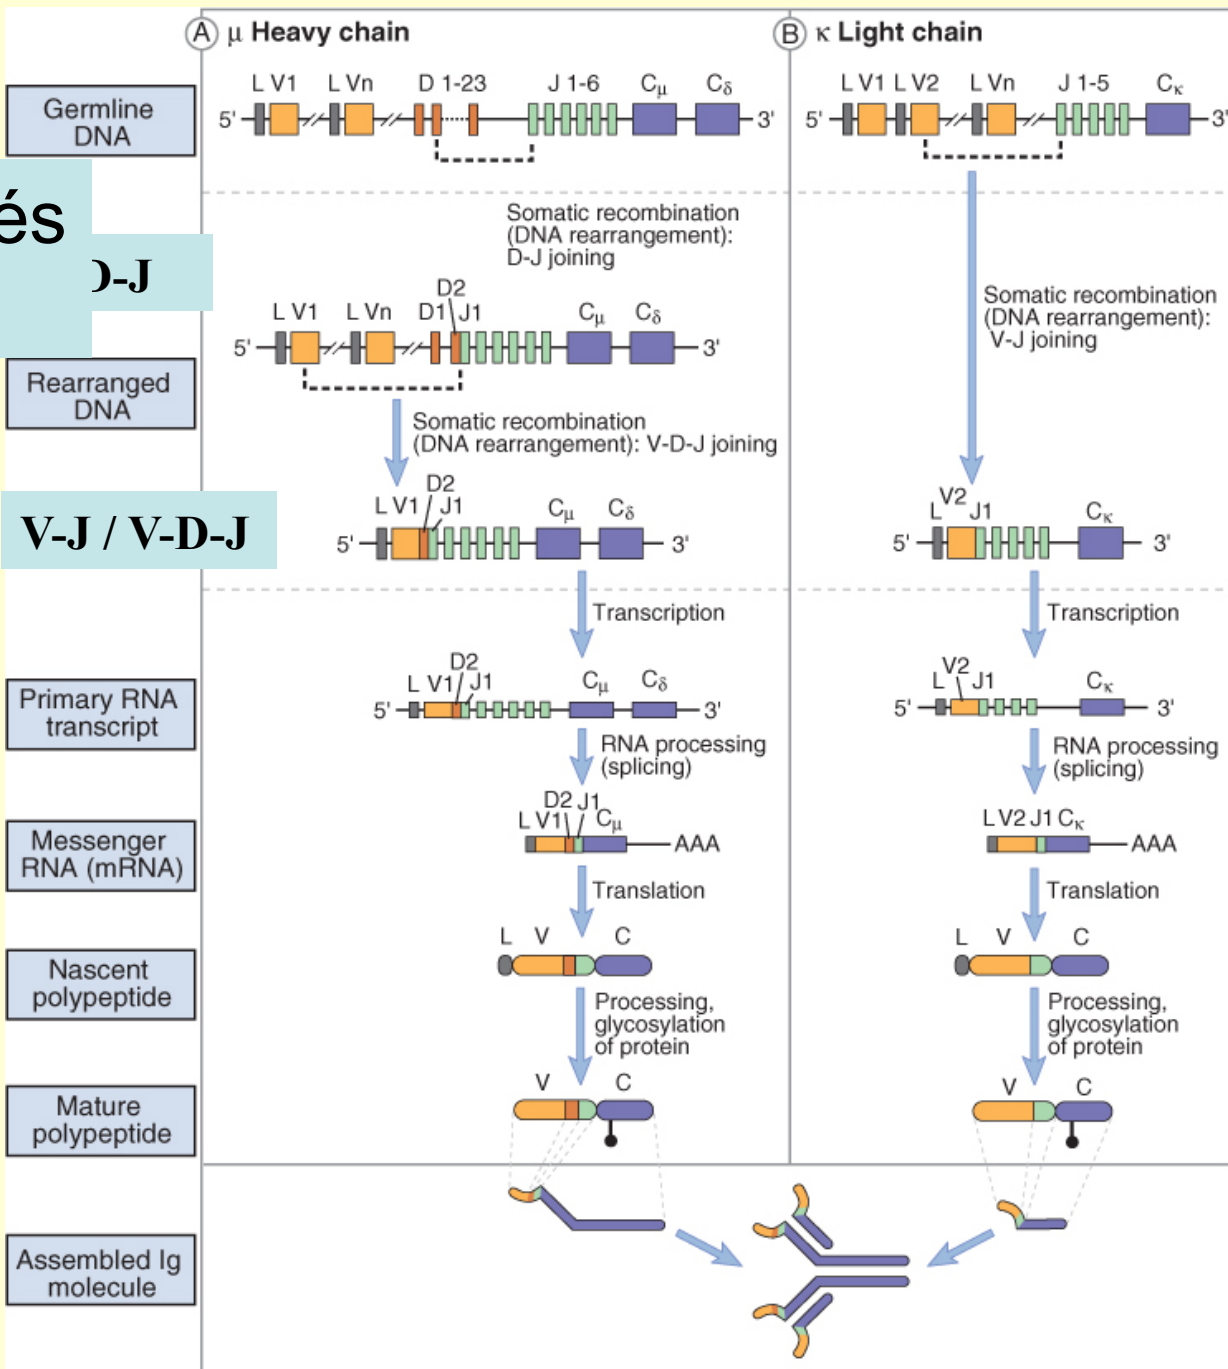 A μ Heavy chain
B κ Light chain
Germline
DNA
L V1 L Vn D 1-23 J 1-6 Cμ Cδ
5' 3'
L V1 L V2 L Vn J 1-5 Cκ
5' 3'
és
D-J
Somatic recombination
(DNA rearrangement):
D-J joining
Somatic recombination
(DNA rearrangement):
V-J joining
D2
L V1 L Vn D1 J1 Cμ Cδ
5' 3'
Rearranged
DNA
Somatic recombination
(DNA rearrangement): V-D-J joining
V-J / V-D-J
D2
L V1 J1 Cμ Cδ
5' 3'
V2
L J1 Cκ
5' 3'
Transcription
Transcription
Primary RNA
transcript
D2
L V1 J1 Cμ Cδ
5' 3'
V2
L J1 Cκ
5' 3'
RNA processing
(splicing)
RNA processing
(splicing)
Messenger
RNA (mRNA)
D2 J1
L V1 Cμ
AAA
L V2 J1 Cκ
AAA
Translation
Translation
Nascent
polypeptide
L V C
L V C
Processing,
glycosylation
of protein
Processing,
glycosylation
of protein
Mature
polypeptide
V C
V C
Assembled Ig
molecule